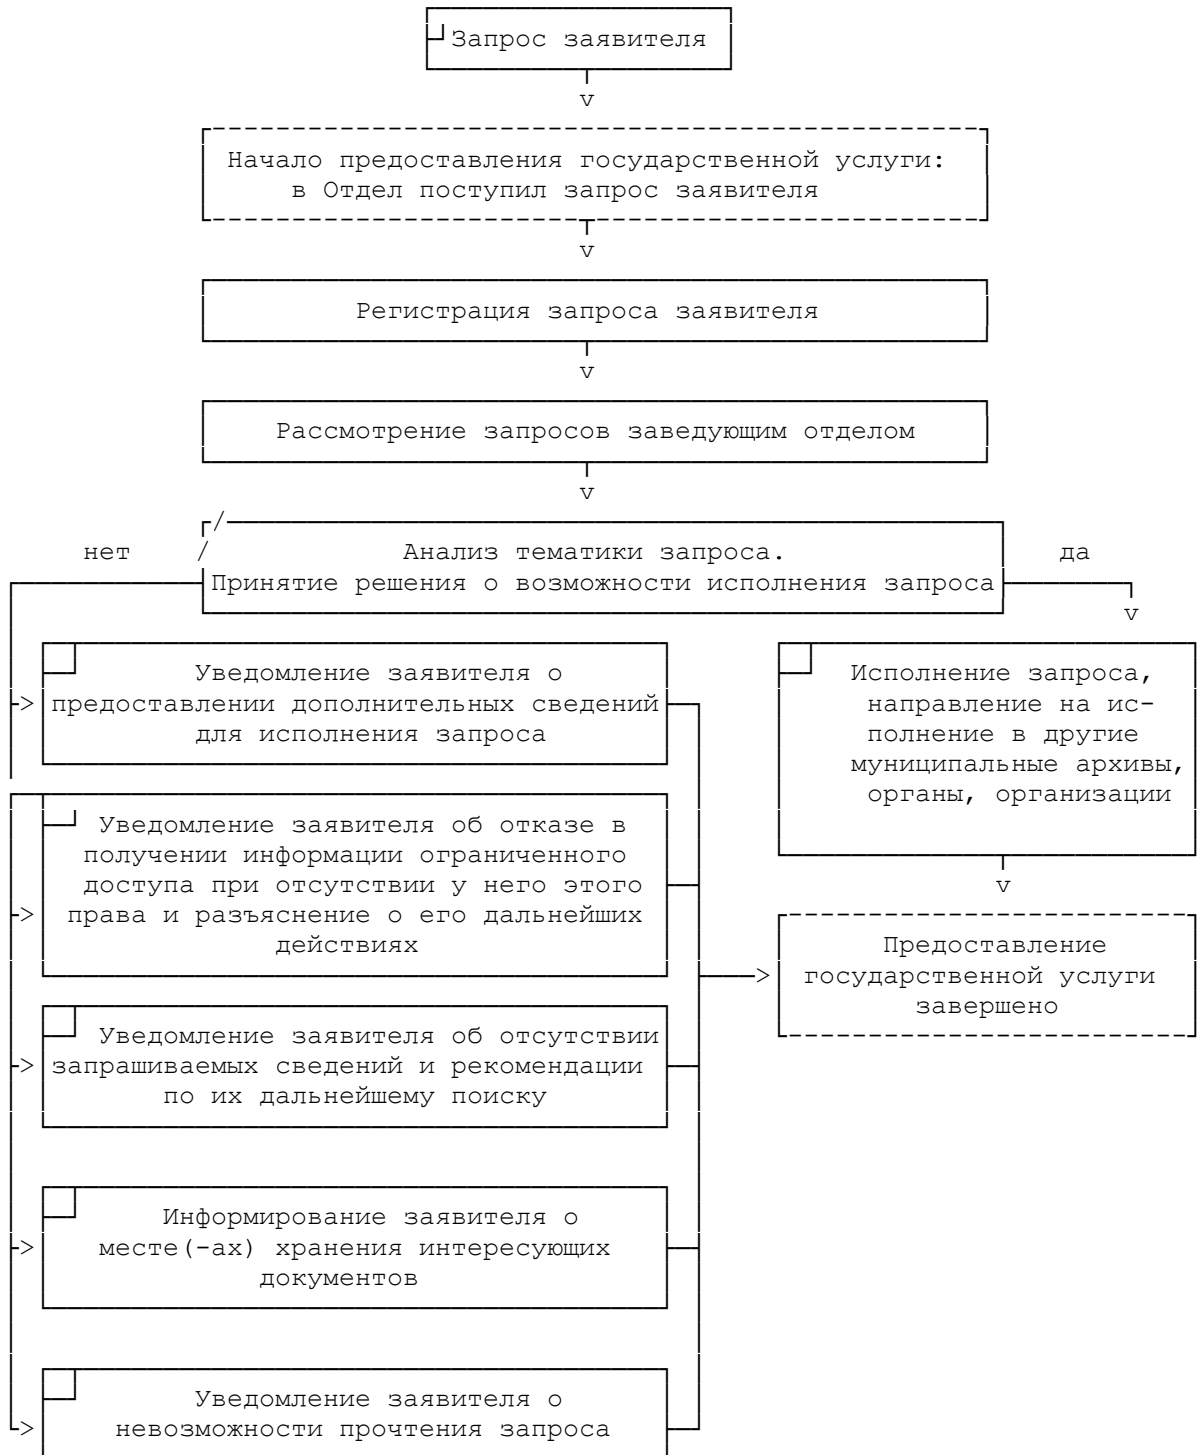 Запрос заявителя
v
Начало предоставления государственной услуги:
в Отдел поступил запрос заявителя
v
Регистрация запроса заявителя
v
Рассмотрение запросов заведующим отделом
v
нет
Анализ тематики запроса.
да
Принятие решения о возможности исполнения запроса
v
Уведомление заявителя о
предоставлении дополнительных сведений
для исполнения запроса
Исполнение запроса,
направление на ис-
полнение в другие
муниципальные архивы,
органы, организации
v
Уведомление заявителя об отказе в
получении информации ограниченного
доступа при отсутствии у него этого
права и разъяснение о его дальнейших
действиях
Предоставление
государственной услуги
завершено
Уведомление заявителя об отсутствии
запрашиваемых сведений и рекомендации
по их дальнейшему поиску
Информирование заявителя о
месте(-ах) хранения интересующих
документов
Уведомление заявителя о
невозможности прочтения запроса